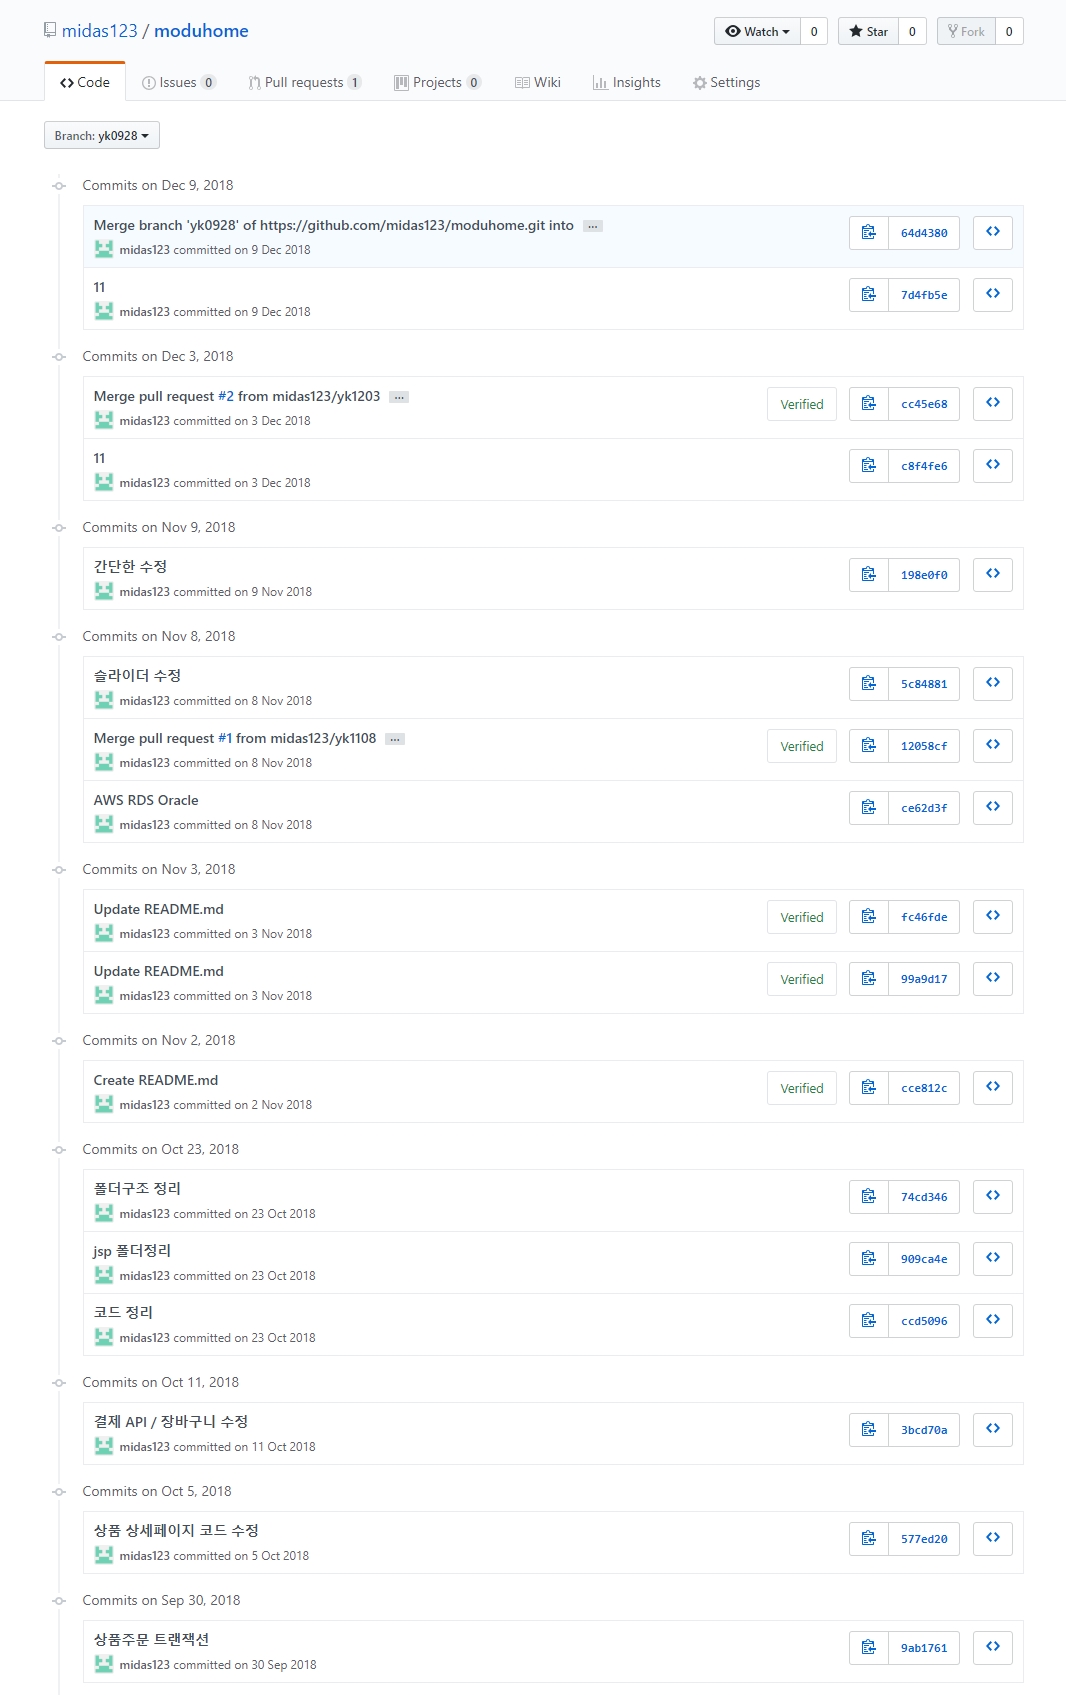 midas123 / moduhome
Watch 0 Star 0 Fork 0
Code Issues 0 Pull requests 1 Projects 0 Wiki Insights Settings
Branch: yk0928
Commits on Dec 9, 2018
Merge branch 'yk0928' of https://github.com/midas123/moduhome.git into ...
64d4380
midas123 committed on 9 Dec 2018
11
7d4fb5e
midas123 committed on 9 Dec 2018
Commits on Dec 3, 2018
Merge pull request #2 from midas123/yk1203 ...
Verified cc45e68
midas123 committed on 3 Dec 2018
11
c8f4fe6
midas123 committed on 3 Dec 2018
Commits on Nov 9, 2018
간단한 수정
198e0f0
midas123 committed on 9 Nov 2018
Commits on Nov 8, 2018
슬라이더 수정
5c84881
midas123 committed on 8 Nov 2018
Merge pull request #1 from midas123/yk1108 ...
Verified 12058cf
midas123 committed on 8 Nov 2018
AWS RDS Oracle
ce62d3f
midas123 committed on 8 Nov 2018
Commits on Nov 3, 2018
Update README.md
Verified fc46fde
midas123 committed on 3 Nov 2018
Update README.md
Verified 99a9d17
midas123 committed on 3 Nov 2018
Commits on Nov 2, 2018
Create README.md
Verified cce812c
midas123 committed on 2 Nov 2018
Commits on Oct 23, 2018
폴더구조 정리
74cd346
midas123 committed on 23 Oct 2018
jsp 폴더정리
909ca4e
midas123 committed on 23 Oct 2018
코드 정리
ccd5096
midas123 committed on 23 Oct 2018
Commits on Oct 11, 2018
결제 API / 장바구니 수정
3bcd70a
midas123 committed on 11 Oct 2018
Commits on Oct 5, 2018
상품 상세페이지 코드 수정
577ed20
midas123 committed on 5 Oct 2018
Commits on Sep 30, 2018
상품주문 트랜잭션
9ab1761
midas123 committed on 30 Sep 2018